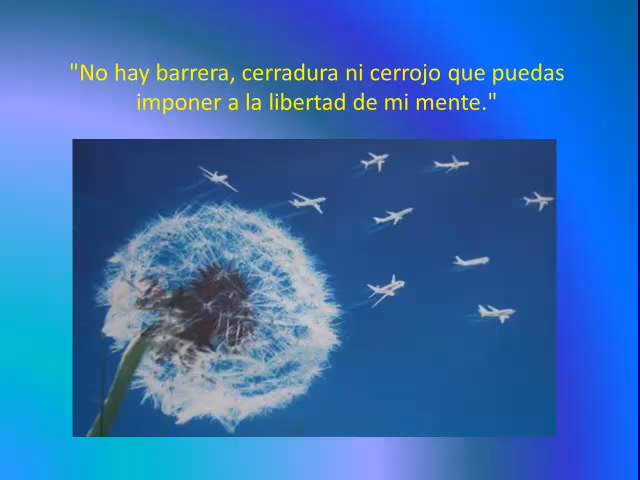 "No hay barrera, cerradura ni cerrojo que puedas
imponer a la libertad de mi mente."